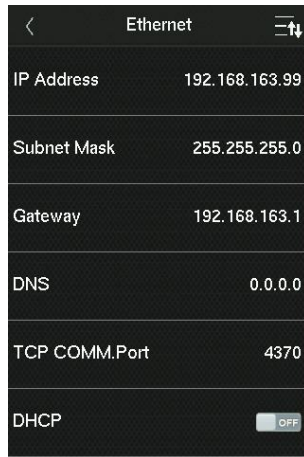 Ethernet
IP Address 192.168.163.99
Subnet Mask 255.255.255.0
Gateway 192.168.163.1
DNS 0.0.0.0
TCP COMM.Port 4370
DHCP OFF